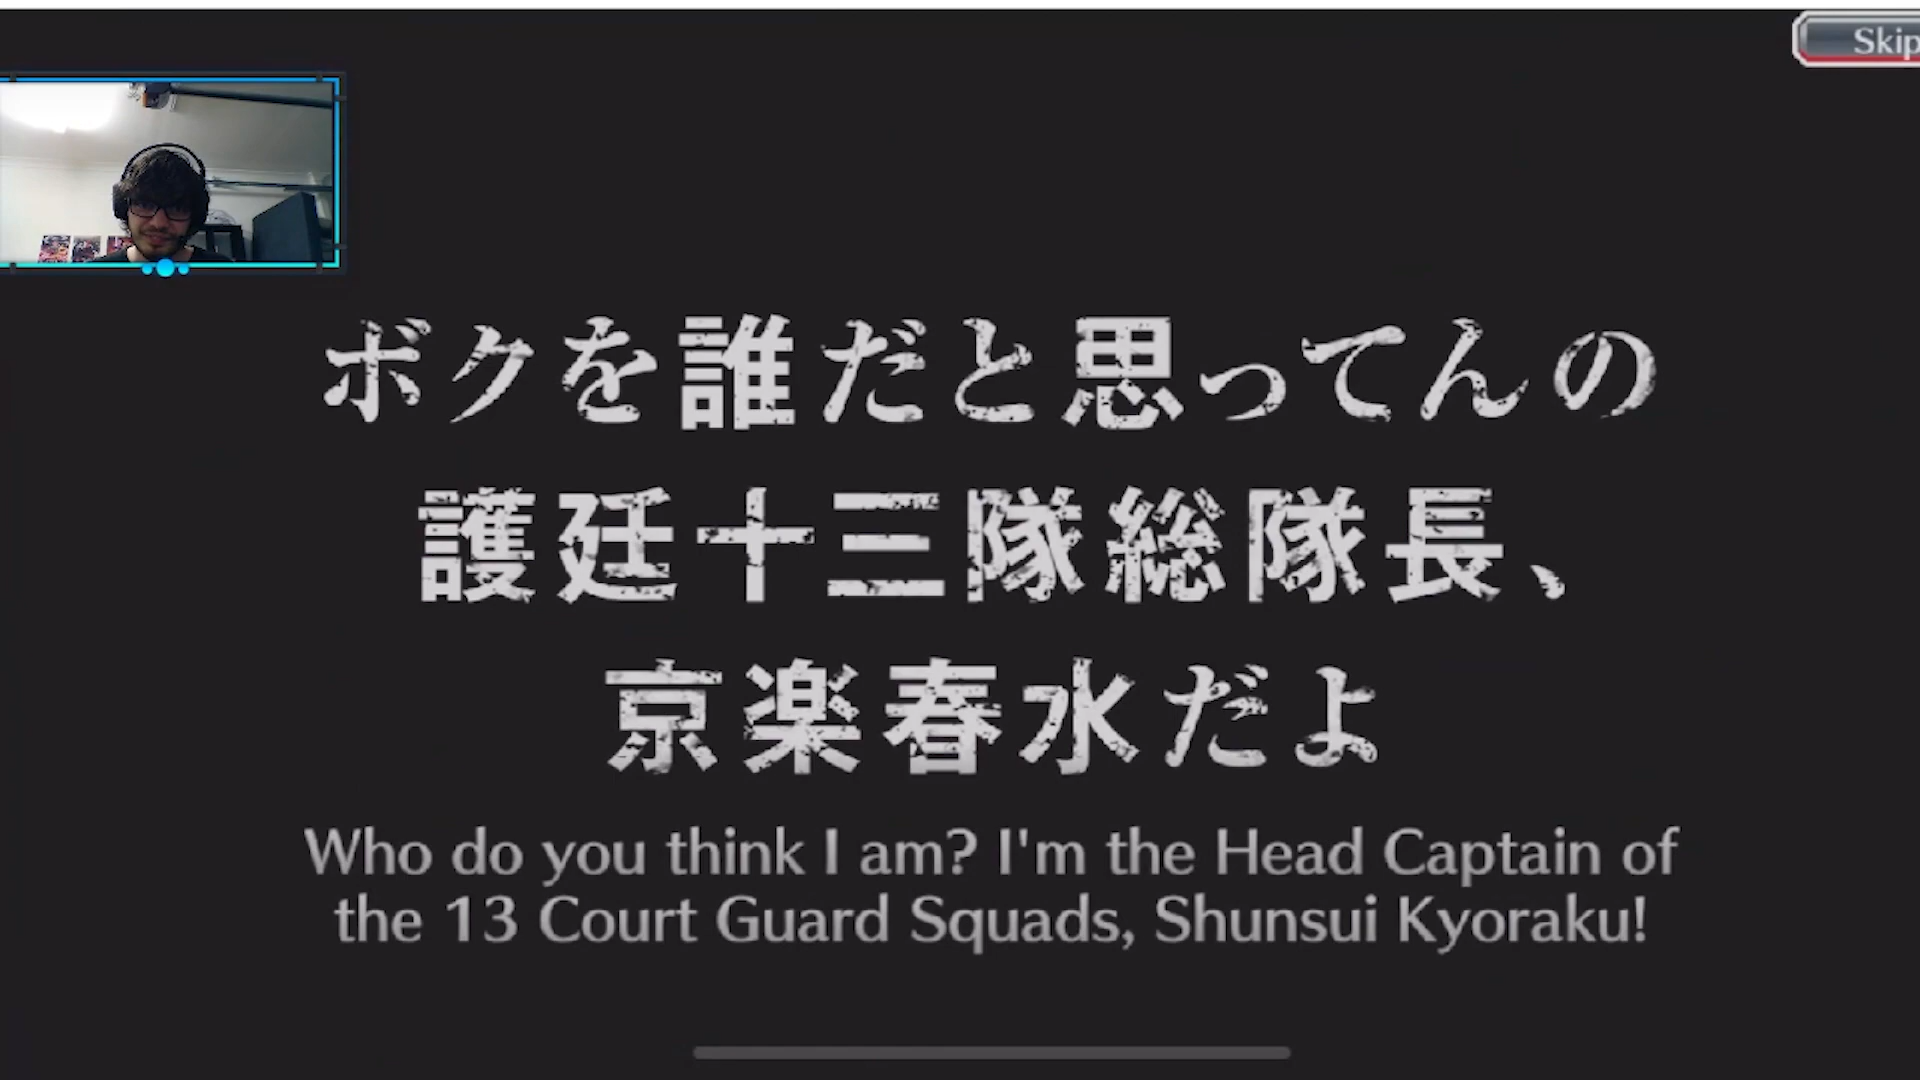 Skip
ボクを誰だと思ってんの
護廷十三隊総隊長、
京楽春水だよ
Who do you think I am? I'm the Head Captain of
the 13 Court Guard Squads, Shunsui Kyoraku!